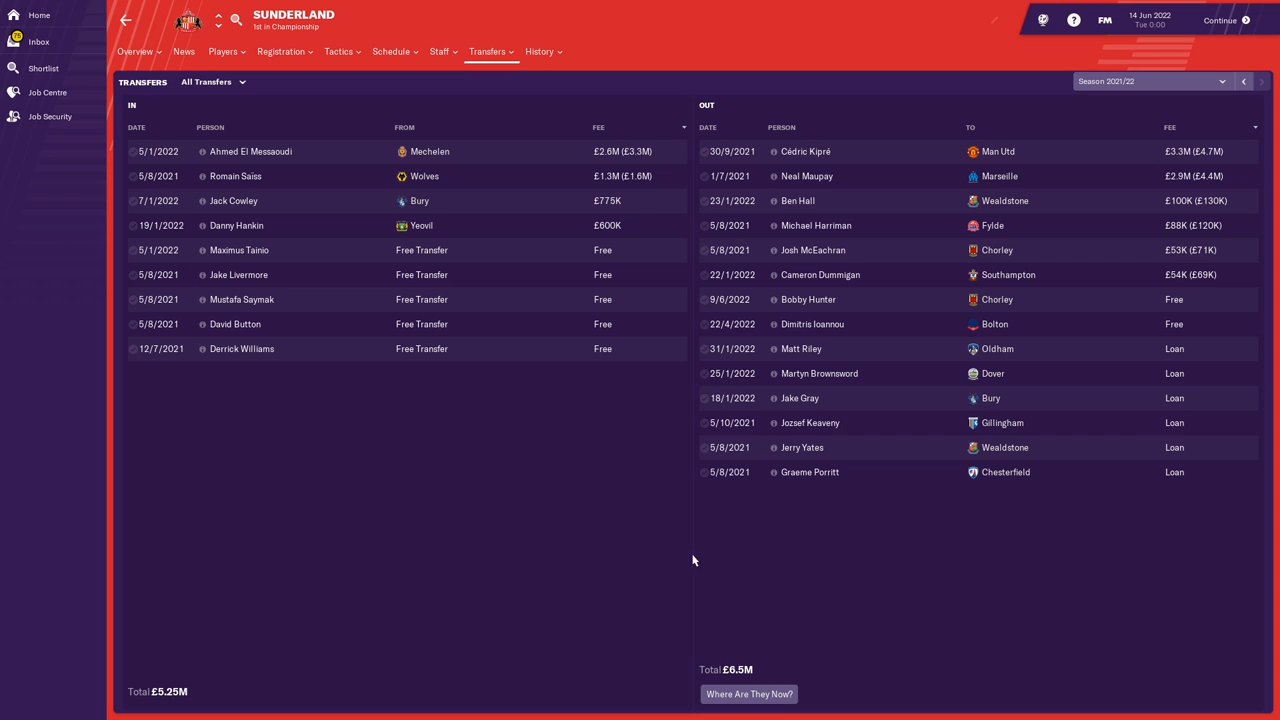 Home
75
Inbox
Shortlist
Job Centre
Job Security
SUNDERLAND
1st in Championship
? FM 14 Jun 2022 Continue
Tue 0:00
Overview News Players Registration Tactics Schedule Staff Transfers History
TRANSFERS All Transfers Season 2021/22
IN OUT
DATE PERSON FROM FEE DATE PERSON TO FEE
5/1/2022 Ahmed El Messaoudi Mechelen £2.6M (£3.3M) 30/9/2021 Cédric Kipré Man Utd £3.3M (£4.7M)
5/8/2021 Romain Saïss Wolves £1.3M (£1.6M) 1/7/2021 Neal Maupay Marseille £2.9M (£4.4M)
7/1/2022 Jack Cowley Bury £775K 23/1/2022 Ben Hall Wealdstone £100K (£130K)
19/1/2022 Danny Hankin Yeovil £600K 5/8/2021 Michael Harriman Fylde £88K (£120K)
5/1/2022 Maximus Tainio Free Transfer Free 5/8/2021 Josh McEachran Chorley £53K (£71K)
5/8/2021 Jake Livermore Free Transfer Free 22/1/2022 Cameron Dummigan Southampton £54K (£69K)
5/8/2021 Mustafa Saymak Free Transfer Free 9/6/2022 Bobby Hunter Chorley Free
5/8/2021 David Button Free Transfer Free 22/4/2022 Dimitris Ioannou Bolton Free
12/7/2021 Derrick Williams Free Transfer Free 31/1/2022 Matt Riley Oldham Loan
25/1/2022 Martyn Brownsword Dover Loan
18/1/2022 Jake Gray Bury Loan
5/10/2021 Jozsef Keaveny Gillingham Loan
5/8/2021 Jerry Yates Wealdstone Loan
5/8/2021 Graeme Porritt Chesterfield Loan
Total £6.5M
Total £5.25M
Where Are They Now?